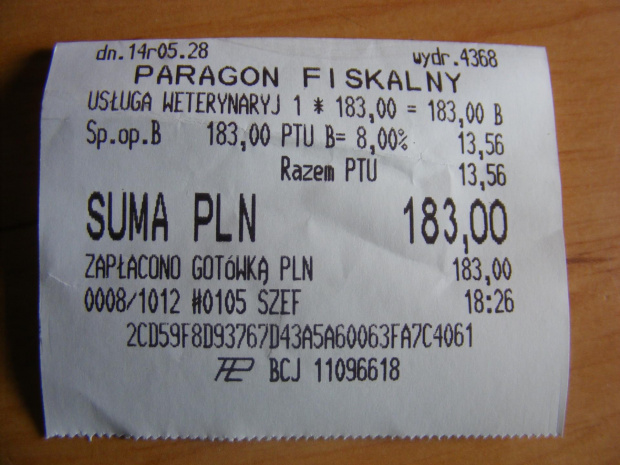 dn.14r05.28 wydr.4368
PARAGON FISKALNY
USŁUGA WETERYNARYJ 1 * 183,00 = 183,00 B
Sp.op.B 183,00 PTU B= 8,00% 13,56
Razem PTU 13,56
SUMA PLN 183,00
ZAPŁACONO GOTÓWKĄ PLN 183,00
0008/1012 #0105 SZEF 18:26
2CD59F8D93767D43A5A60063FA7C4061
BCJ 11096618